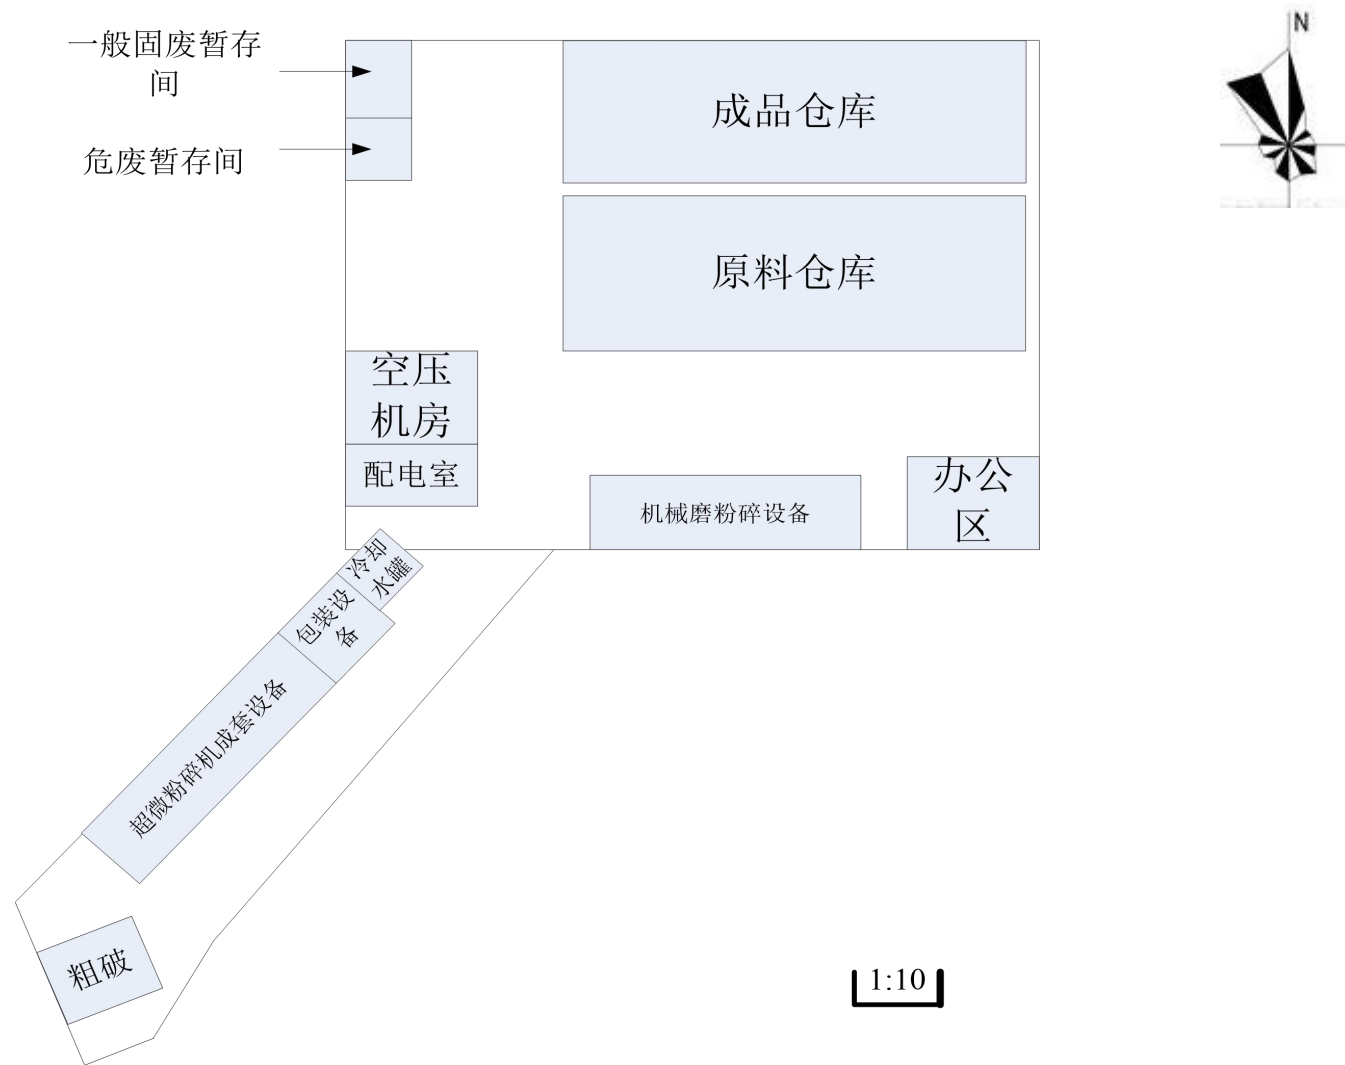 N
一般固废暂存
间
危废暂存间
成品仓库
原料仓库
空压
机房
配电室
机械磨粉碎设备
办公
区
冷却
水罐
包装设
备
超微粉碎机成套设备
粗破
1:10